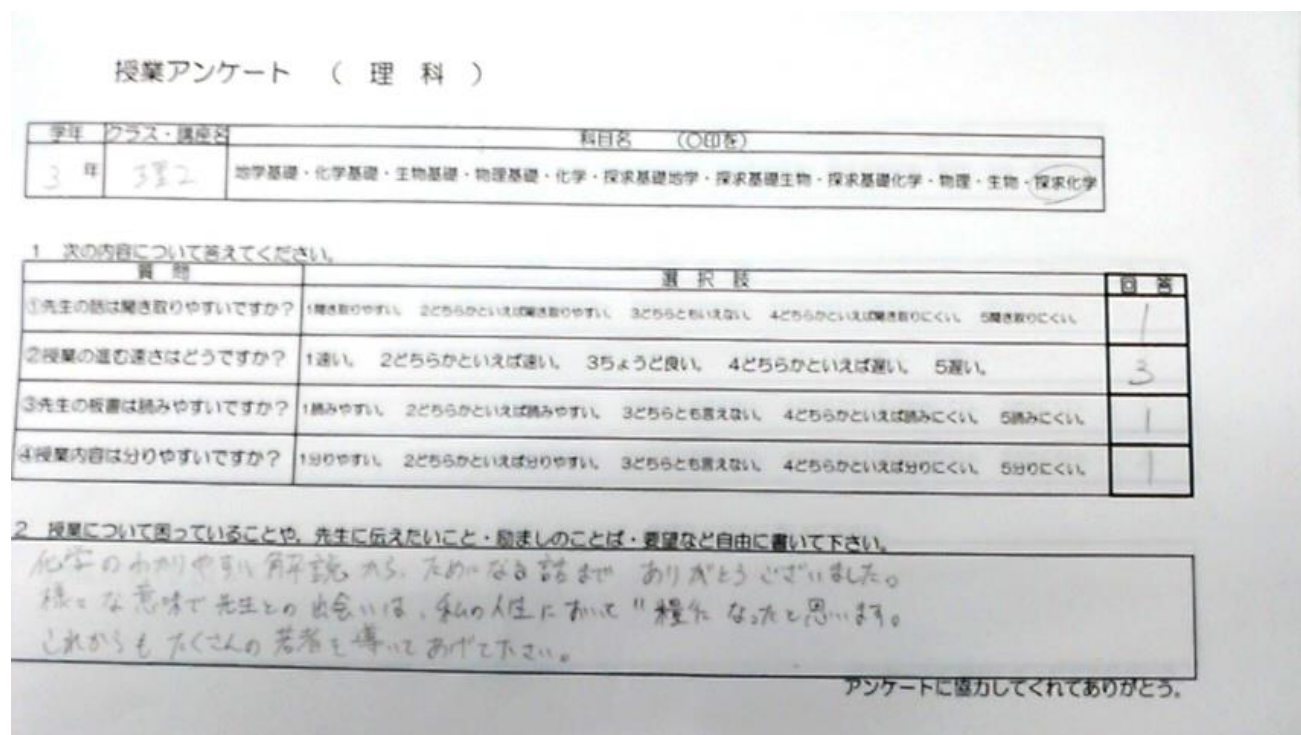 授業アンケート ( 理 科 )
学年 クラス・講座名 科目名 (〇印を)
3 年 3理2 地学基礎・化学基礎・生物基礎・物理基礎・化学・探求基礎地学・探求基礎生物・探求基礎化学・物理・生物・探求化学
1 次の内容について答えてください。
質 問 選 択 肢 回 答
①先生の話は聞き取りやすいですか? 1聞き取りやすい。 2どちらかといえば聞き取りやすい。 3どちらともいえない。 4どちらかといえば聞き取りにくい。 5聞き取りにくい。 1
②授業の進む速さはどうですか? 1速い。 2どちらかといえば速い。 3ちょうど良い。 4どちらかといえば遅い。 5遅い。 3
③先生の板書は読みやすいですか? 1読みやすい。 2どちらかといえば読みやすい。 3どちらとも言えない。 4どちらかといえば読みにくい。 5読みにくい。 1
④授業内容は分りやすいですか? 1分りやすい。 2どちらかといえば分りやすい。 3どちらとも言えない。 4どちらかといえば分りにくい。 5分りにくい。 1
2 授業について困っていることや、先生に伝えたいこと・励ましのことば・要望など自由に書いて下さい。
化学のわかりやすい解説から、ためになる話まで ありがとうございました。
様々な意味で先生との出会いは、私の人生において"糧"になったと思います。
これからもたくさんの若者を導いてあげて下さい。
アンケートに協力してくれてありがとう。